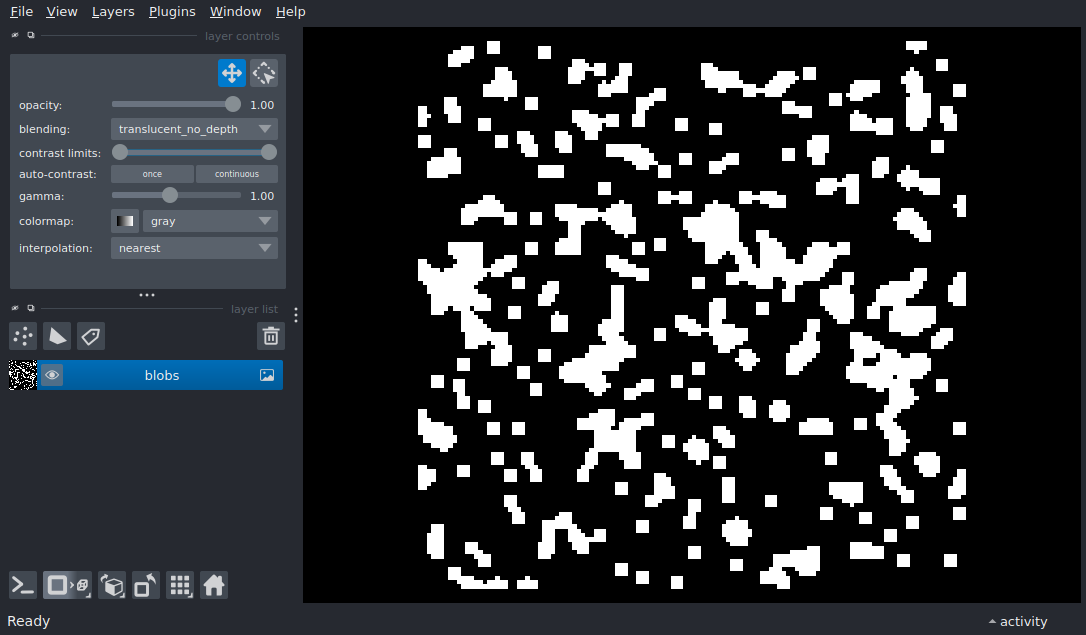 File View Layers Plugins Window Help
layer controls
opacity: 1.00
blending: translucent_no_depth
contrast limits:
auto-contrast: once continuous
gamma: 1.00
colormap: gray
interpolation: nearest
layer list
blobs
Ready activity